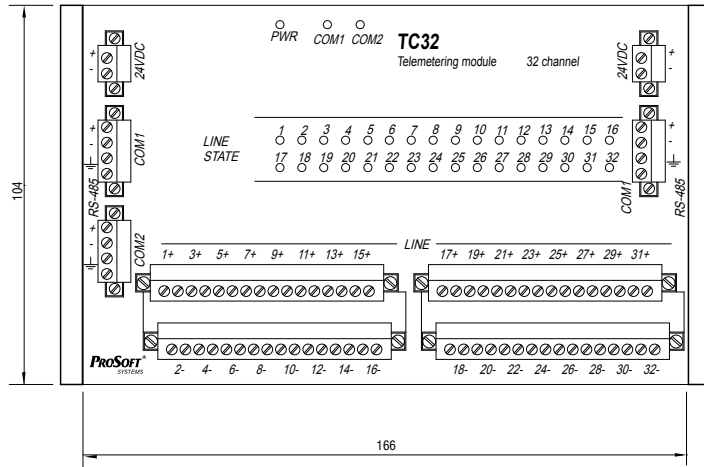 PWR COM1 COM2
TC32
Telemetering module 32 channel
+
-
24VDC
24VDC
+
-
+
-
COM1
RS-485
+
-
COM2
LINE
STATE
1 2 3 4 5 6 7 8 9 10 11 12 13 14 15 16
17 18 19 20 21 22 23 24 25 26 27 28 29 30 31 32
+
-
COM1
RS-485
LINE
1+ 3+ 5+ 7+ 9+ 11+ 13+ 15+
17+ 19+ 21+ 23+ 25+ 27+ 29+ 31+
2- 4- 6- 8- 10- 12- 14- 16-
18- 20- 22- 24- 26- 28- 30- 32-
PROSOFT®
SYSTEMS
104
166